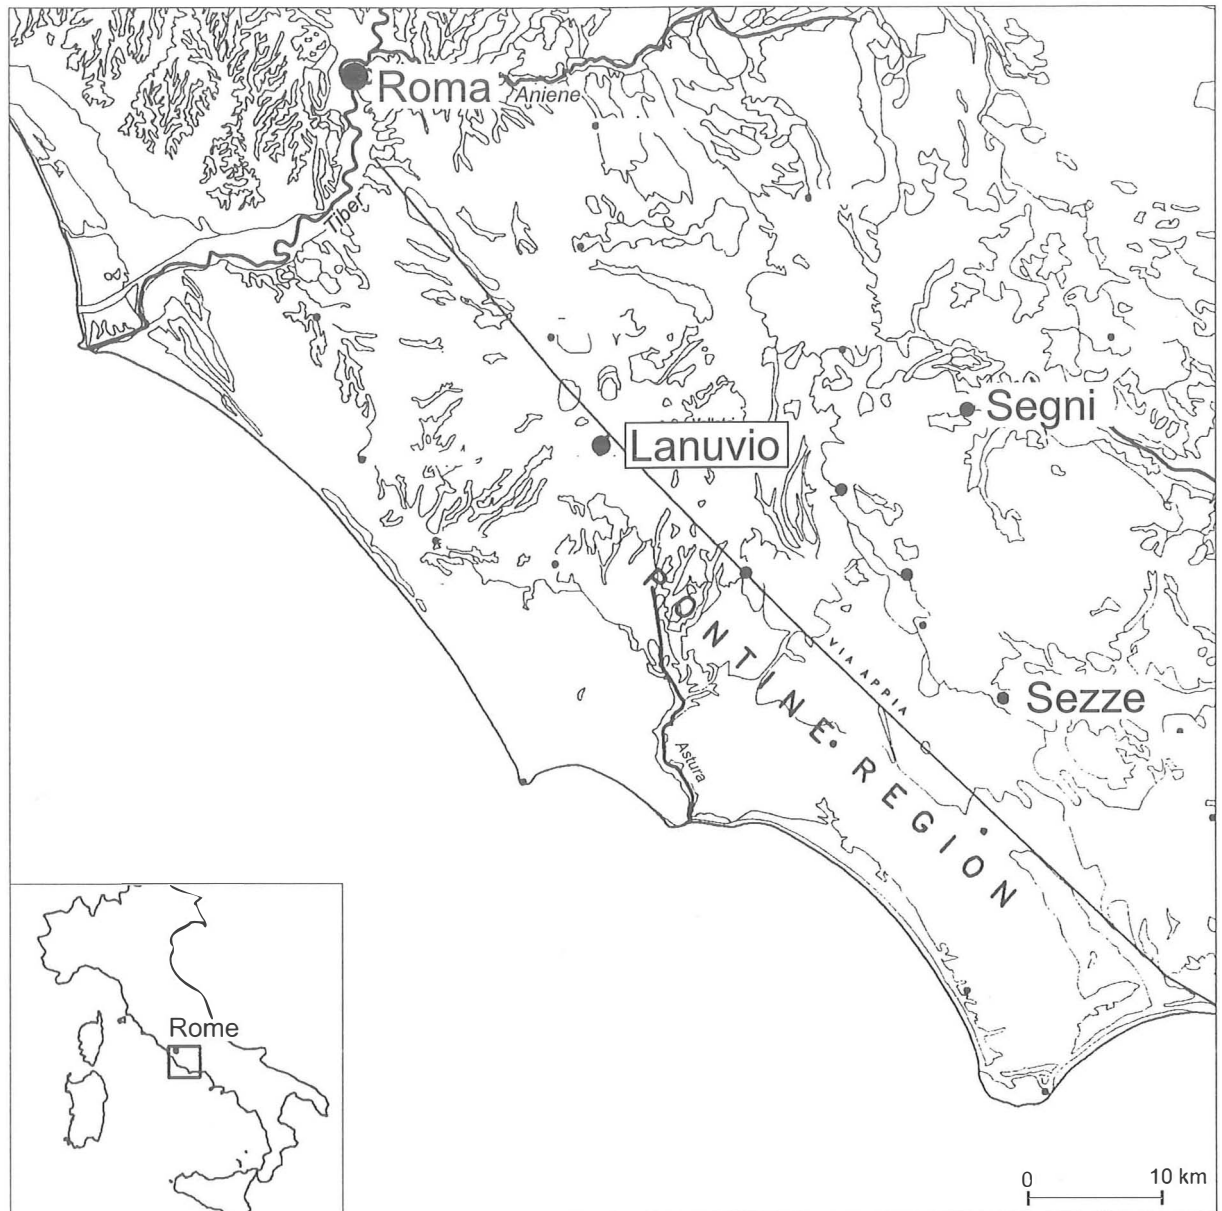 Roma
Aniene
Tiber
Segni
Lanuvio
PONTINE REGION
VIA APPIA
Sezze
Astura
Rome
0 10 km